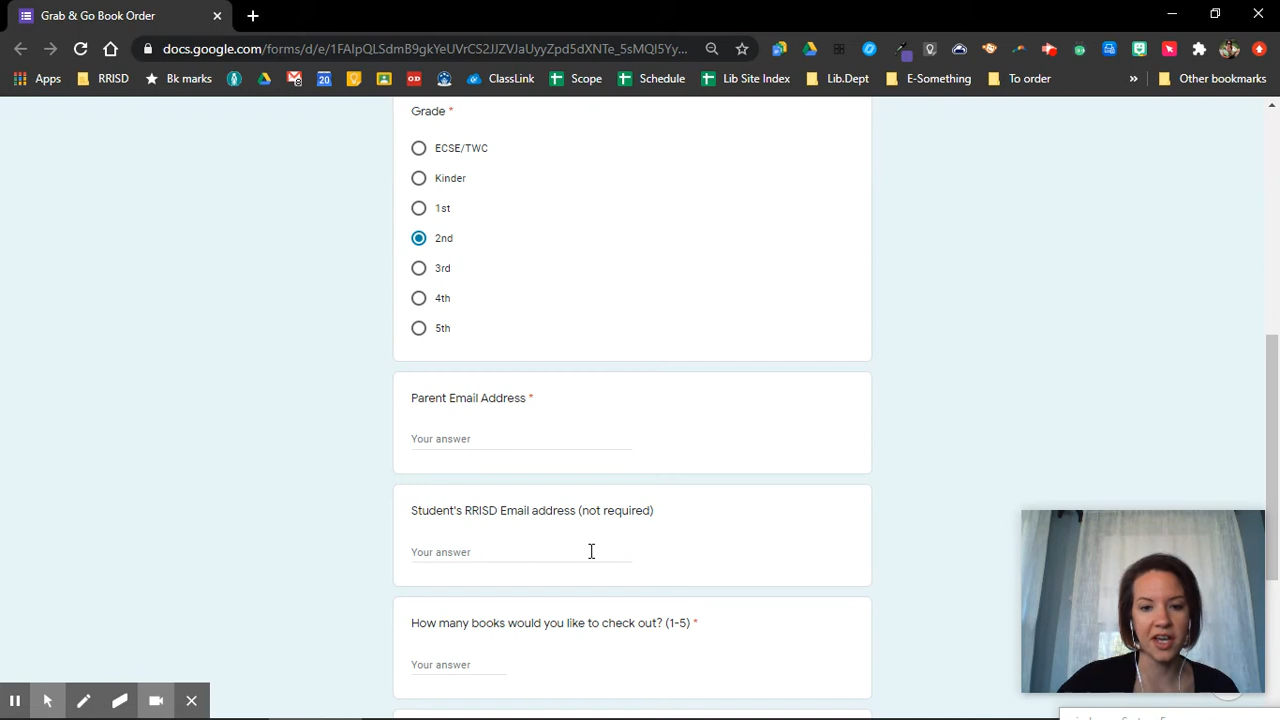 Grab & Go Book Order
docs.google.com/forms/d/e/1FAIpQLSdmB9gkYeUVrCS2JJZVJaUyyZpd5dXNTe_5sMQI5Yy...
Apps
RRISD
Bk marks
20
OD
ClassLink
Scope
Schedule
Lib Site Index
Lib.Dept
E-Something
To order
»
Other bookmarks
Grade *
ECSE/TWC
Kinder
1st
2nd
3rd
4th
5th
Parent Email Address *
Your answer
Student's RRISD Email address (not required)
Your answer
How many books would you like to check out? (1-5) *
Your answer